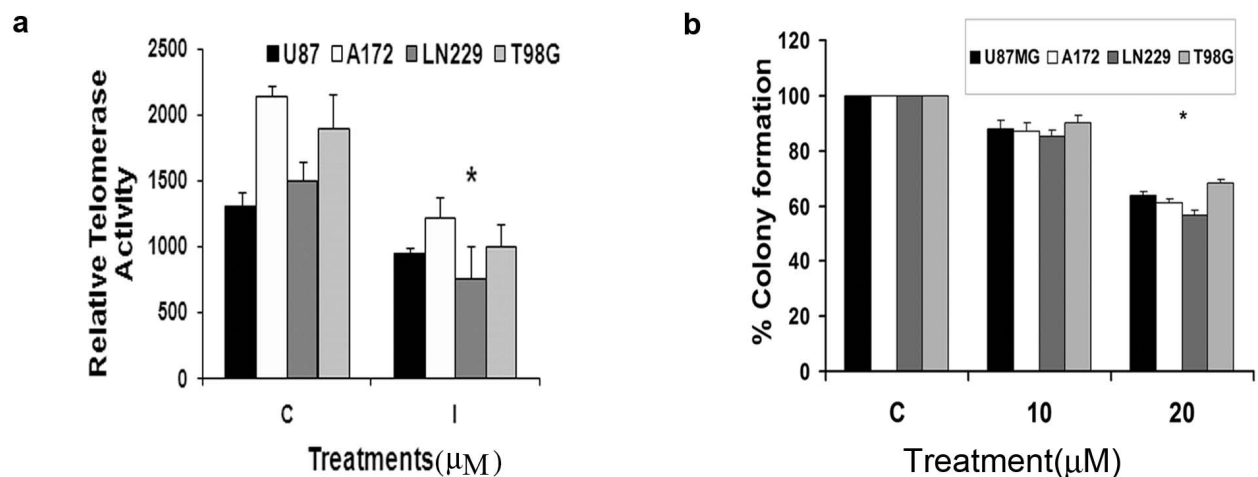 a
U87 A172 LN229 T98G
2500
2000
1500
1000
500
0
Relative Telomerase
Activity
*
C I
Treatments(μM)
b
120
100
80
60
40
20
0
% Colony formation
U87MG A172 LN229 T98G
*
C 10 20
Treatment(μM)